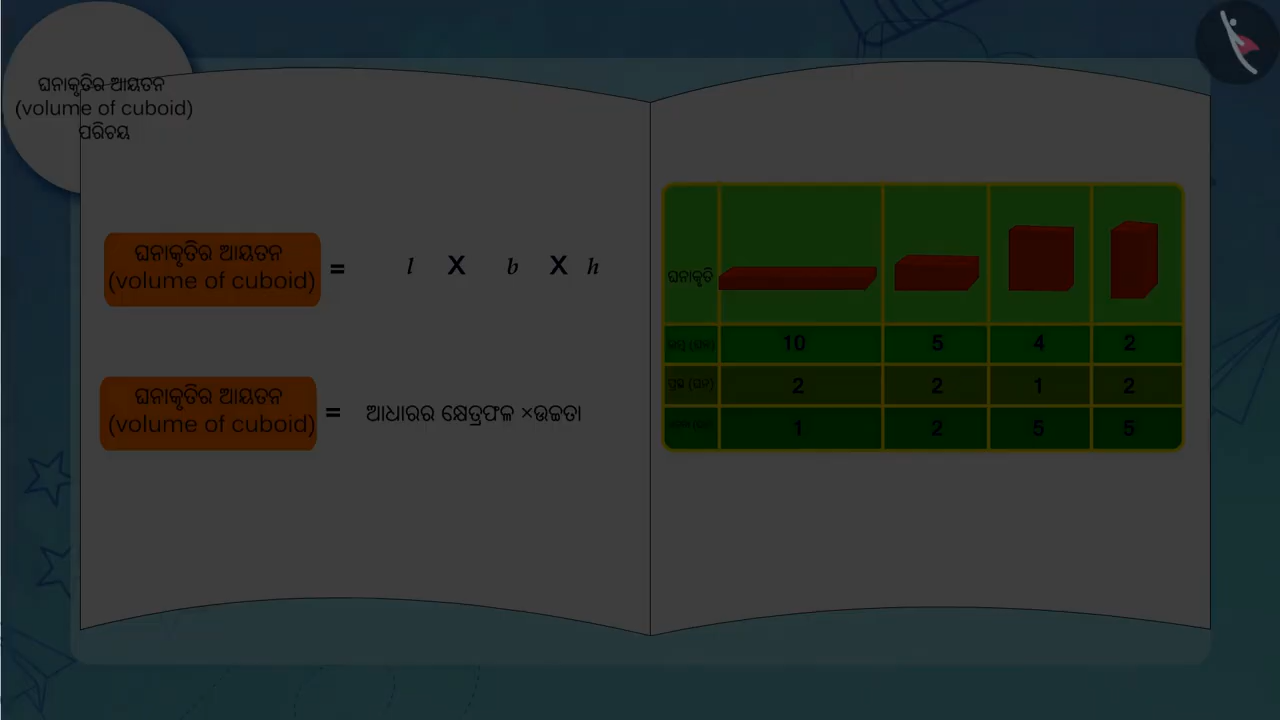 ଘନାକୃତିର ଆୟତନ
(volume of cuboid)
ପରିଚୟ
ଘନାକୃତିର ଆୟତନ
(volume of cuboid)
= l X b X h
ଘନାକୃତିର ଆୟତନ
(volume of cuboid)
= ଆଧାରର କ୍ଷେତ୍ରଫଳ ×ଉଚ୍ଚତା
ଘନାକୃତି
10 5 4 2
2 2 1 2
1 2 5 5